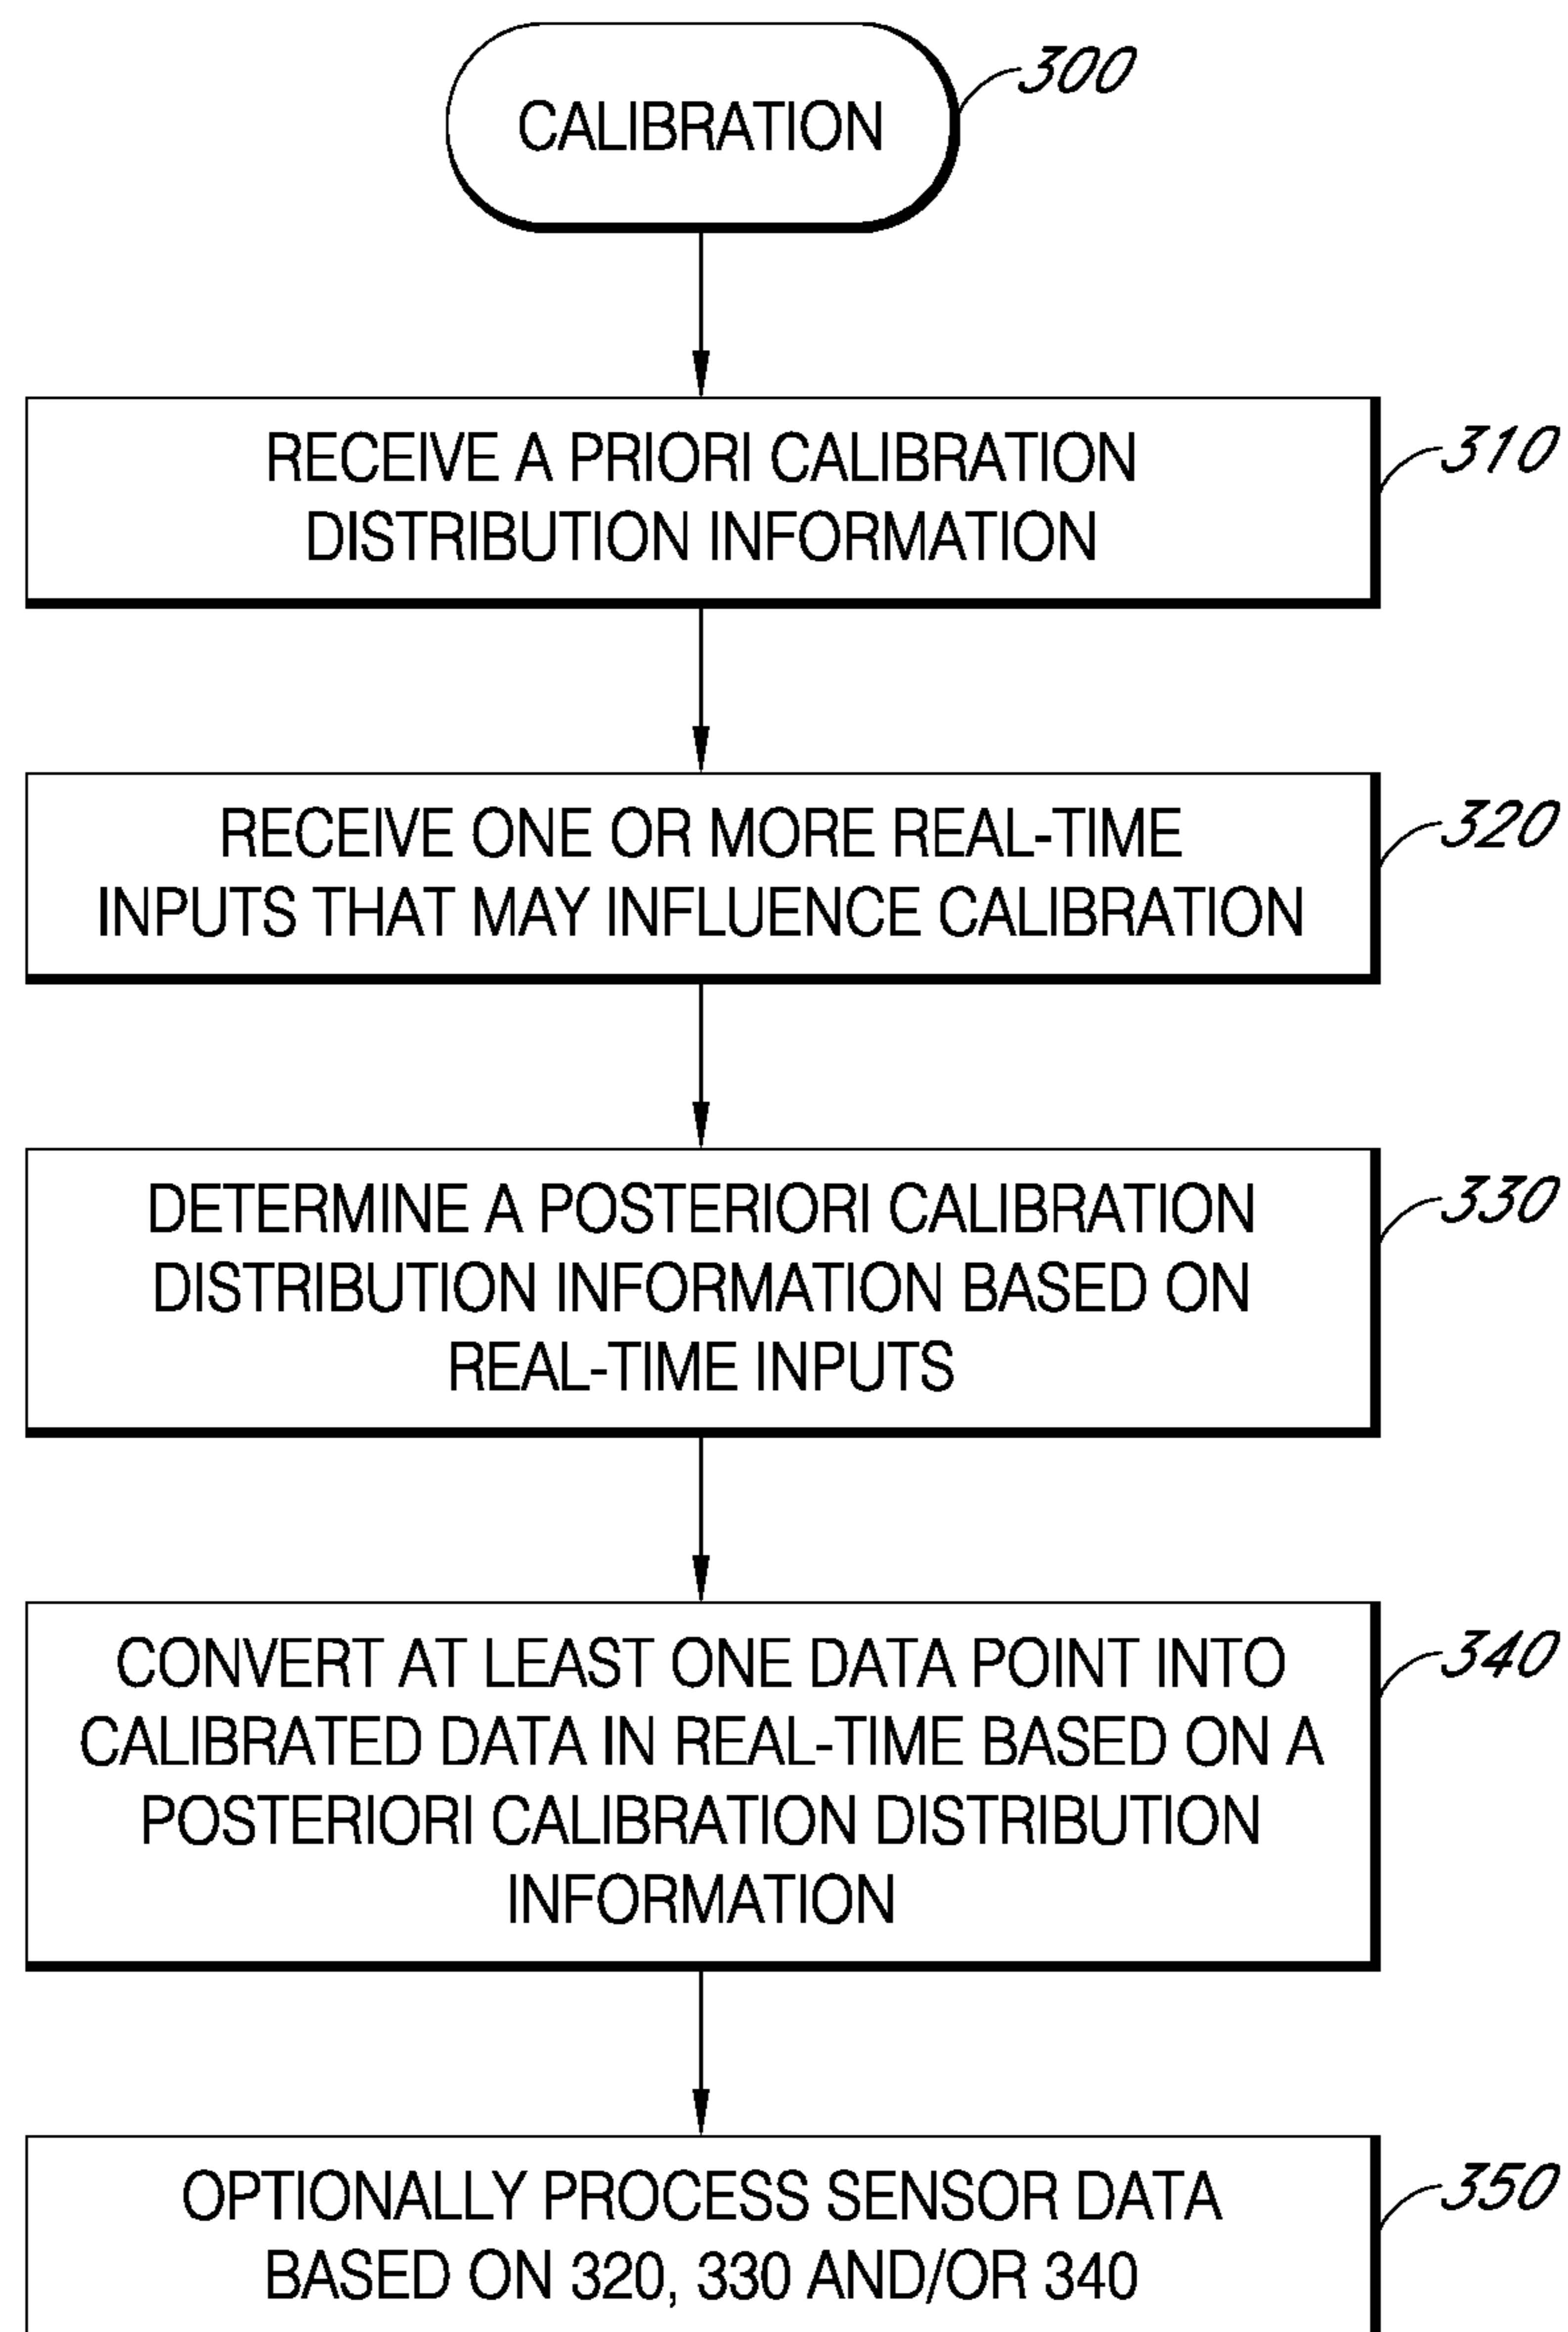 CALIBRATION
300
RECEIVE A PRIORI CALIBRATION
DISTRIBUTION INFORMATION
310
RECEIVE ONE OR MORE REAL-TIME
INPUTS THAT MAY INFLUENCE CALIBRATION
320
DETERMINE A POSTERIORI CALIBRATION
DISTRIBUTION INFORMATION BASED ON
REAL-TIME INPUTS
330
CONVERT AT LEAST ONE DATA POINT INTO
CALIBRATED DATA IN REAL-TIME BASED ON A
POSTERIORI CALIBRATION DISTRIBUTION
INFORMATION
340
OPTIONALLY PROCESS SENSOR DATA
BASED ON 320, 330 AND/OR 340
350